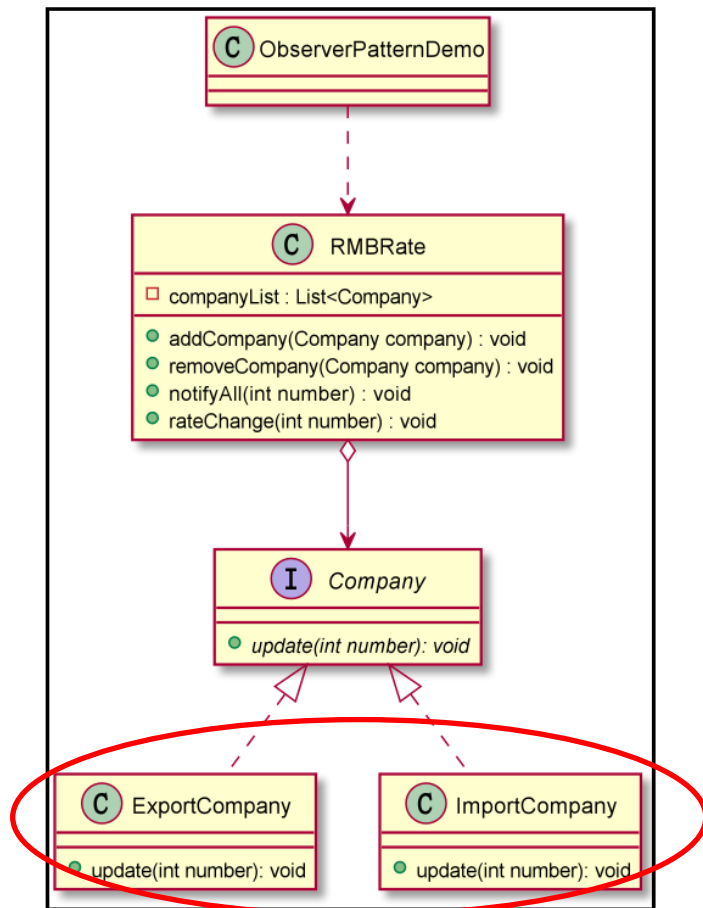 C ObserverPatternDemo
C RMBRate
companyList : List<Company>
addCompany(Company company) : void
removeCompany(Company company) : void
notifyAll(int number) : void
rateChange(int number) : void
I Company
update(int number): void
C ExportCompany
C ImportCompany
update(int number): void
update(int number): void